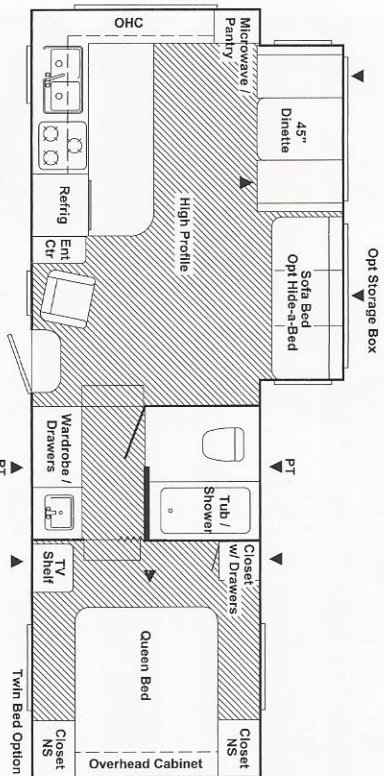 OHC
Microwave /
Pantry
45"
Dinette
Opt Storage Box
Sofa Bed
Opt Hide-a-Bed
High Profile
Refrig
Ent
Ctr
Wardrobe /
Drawers
PT
PT
Tub /
Shower
Closet
w/ Drawers
TV
Shelf
Queen Bed
Twin Bed Option
Closet
NS
Closet
NS
Overhead Cabinet